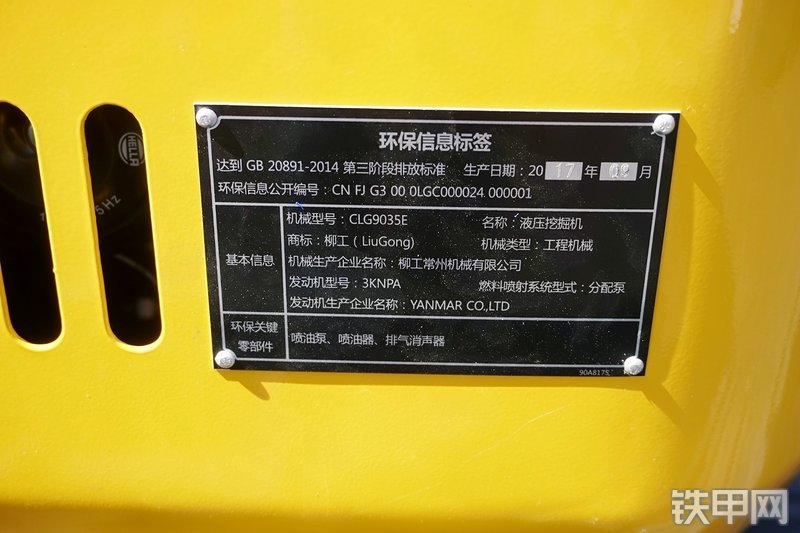 HELLA
5Hz
环保信息标签
达到 GB 20891-2014 第三阶段排放标准 生产日期：2017年 月
环保信息公开编号：CN FJ G3 00 0LGC000024 000001
基本信息
机械型号：CLG9035E 名称：液压挖掘机
商标：柳工（LiuGong) 机械类型：工程机械
机械生产企业名称：柳工常州机械有限公司
发动机型号：3KNPA 燃料喷射系统型式：分配泵
发动机生产企业名称：YANMAR CO,LTD
环保关键
零部件
喷油泵、喷油器、排气消声器
90A8175
铁甲网